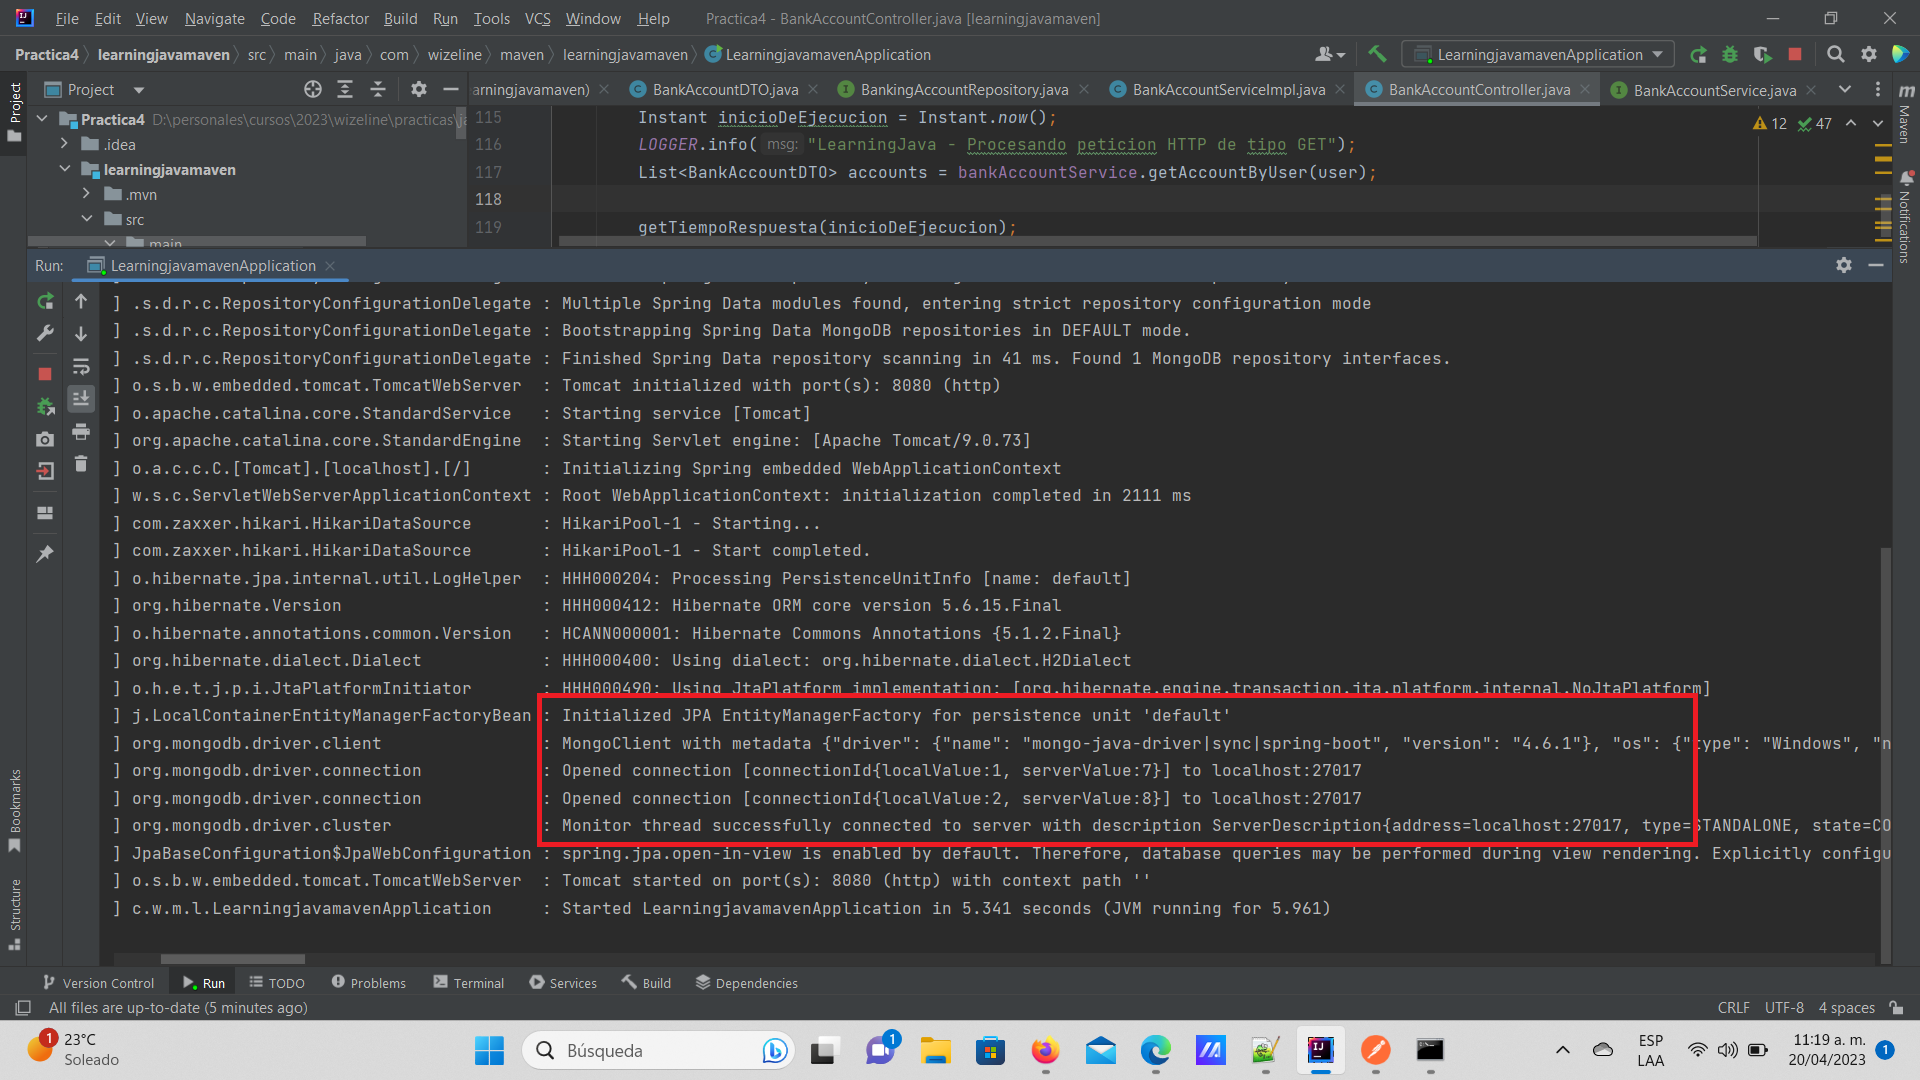 File Edit View Navigate Code Refactor Build Run Tools VCS Window Help Practica4 - BankAccountController.java [learningjavamaven]
Practica4 learningjavamaven src main java com wizeline maven learningjavamaven LearningjavamavenApplication LearningjavamavenApplication
Project
arningjavamaven) BankAccountDTO.java BankingAccountRepository.java BankAccountServiceImpl.java BankAccountController.java BankAccountService.java
Project
Maven
Notifications
Practica4 D:\personales\cursos\2023\wizeline\practicas\
.idea
learningjavamaven
.mvn
src
main
12 47
115 Instant inicioDeEjecucion = Instant.now();
116 LOGGER.info( msg: "LearningJava - Procesando peticion HTTP de tipo GET");
117 List<BankAccountDTO> accounts = bankAccountService.getAccountByUser(user);
118
119 getTiempoRespuesta(inicioDeEjecucion);
Run: LearningjavamavenApplication
] .s.d.r.c.RepositoryConfigurationDelegate : Multiple Spring Data modules found, entering strict repository configuration mode
] .s.d.r.c.RepositoryConfigurationDelegate : Bootstrapping Spring Data MongoDB repositories in DEFAULT mode.
] .s.d.r.c.RepositoryConfigurationDelegate : Finished Spring Data repository scanning in 41 ms. Found 1 MongoDB repository interfaces.
] o.s.b.w.embedded.tomcat.TomcatWebServer : Tomcat initialized with port(s): 8080 (http)
] o.apache.catalina.core.StandardService : Starting service [Tomcat]
] org.apache.catalina.core.StandardEngine : Starting Servlet engine: [Apache Tomcat/9.0.73]
] o.a.c.c.C.[Tomcat].[localhost].[/] : Initializing Spring embedded WebApplicationContext
] w.s.c.ServletWebServerApplicationContext : Root WebApplicationContext: initialization completed in 2111 ms
] com.zaxxer.hikari.HikariDataSource : HikariPool-1 - Starting...
] com.zaxxer.hikari.HikariDataSource : HikariPool-1 - Start completed.
] o.hibernate.jpa.internal.util.LogHelper : HHH000204: Processing PersistenceUnitInfo [name: default]
] org.hibernate.Version : HHH000412: Hibernate ORM core version 5.6.15.Final
] o.hibernate.annotations.common.Version : HCANN000001: Hibernate Commons Annotations {5.1.2.Final}
] org.hibernate.dialect.Dialect : HHH000400: Using dialect: org.hibernate.dialect.H2Dialect
] o.h.e.t.j.p.i.JtaPlatformInitiator : HHH000490: Using JtaPlatform implementation: [org.hibernate.engine.transaction.jta.platform.internal.NoJtaPlatform]
] j.LocalContainerEntityManagerFactoryBean : Initialized JPA EntityManagerFactory for persistence unit 'default'
] org.mongodb.driver.client : MongoClient with metadata {"driver": {"name": "mongo-java-driver|sync|spring-boot", "version": "4.6.1"}, "os": {"type": "Windows", "n
] org.mongodb.driver.connection : Opened connection [connectionId{localValue:1, serverValue:7}] to localhost:27017
] org.mongodb.driver.connection : Opened connection [connectionId{localValue:2, serverValue:8}] to localhost:27017
] org.mongodb.driver.cluster : Monitor thread successfully connected to server with description ServerDescription{address=localhost:27017, type=STANDALONE, state=CO
] JpaBaseConfiguration$JpaWebConfiguration : spring.jpa.open-in-view is enabled by default. Therefore, database queries may be performed during view rendering. Explicitly configu
] o.s.b.w.embedded.tomcat.TomcatWebServer : Tomcat started on port(s): 8080 (http) with context path ''
] c.w.m.l.LearningjavamavenApplication : Started LearningjavamavenApplication in 5.341 seconds (JVM running for 5.961)
Bookmarks
Structure
Version Control Run TODO Problems Terminal Services Build Dependencies
All files are up-to-date (5 minutes ago) CRLF UTF-8 4 spaces
1 23°C
Soleado
Búsqueda
1
ESP
LAA
11:19 a. m.
20/04/2023
1